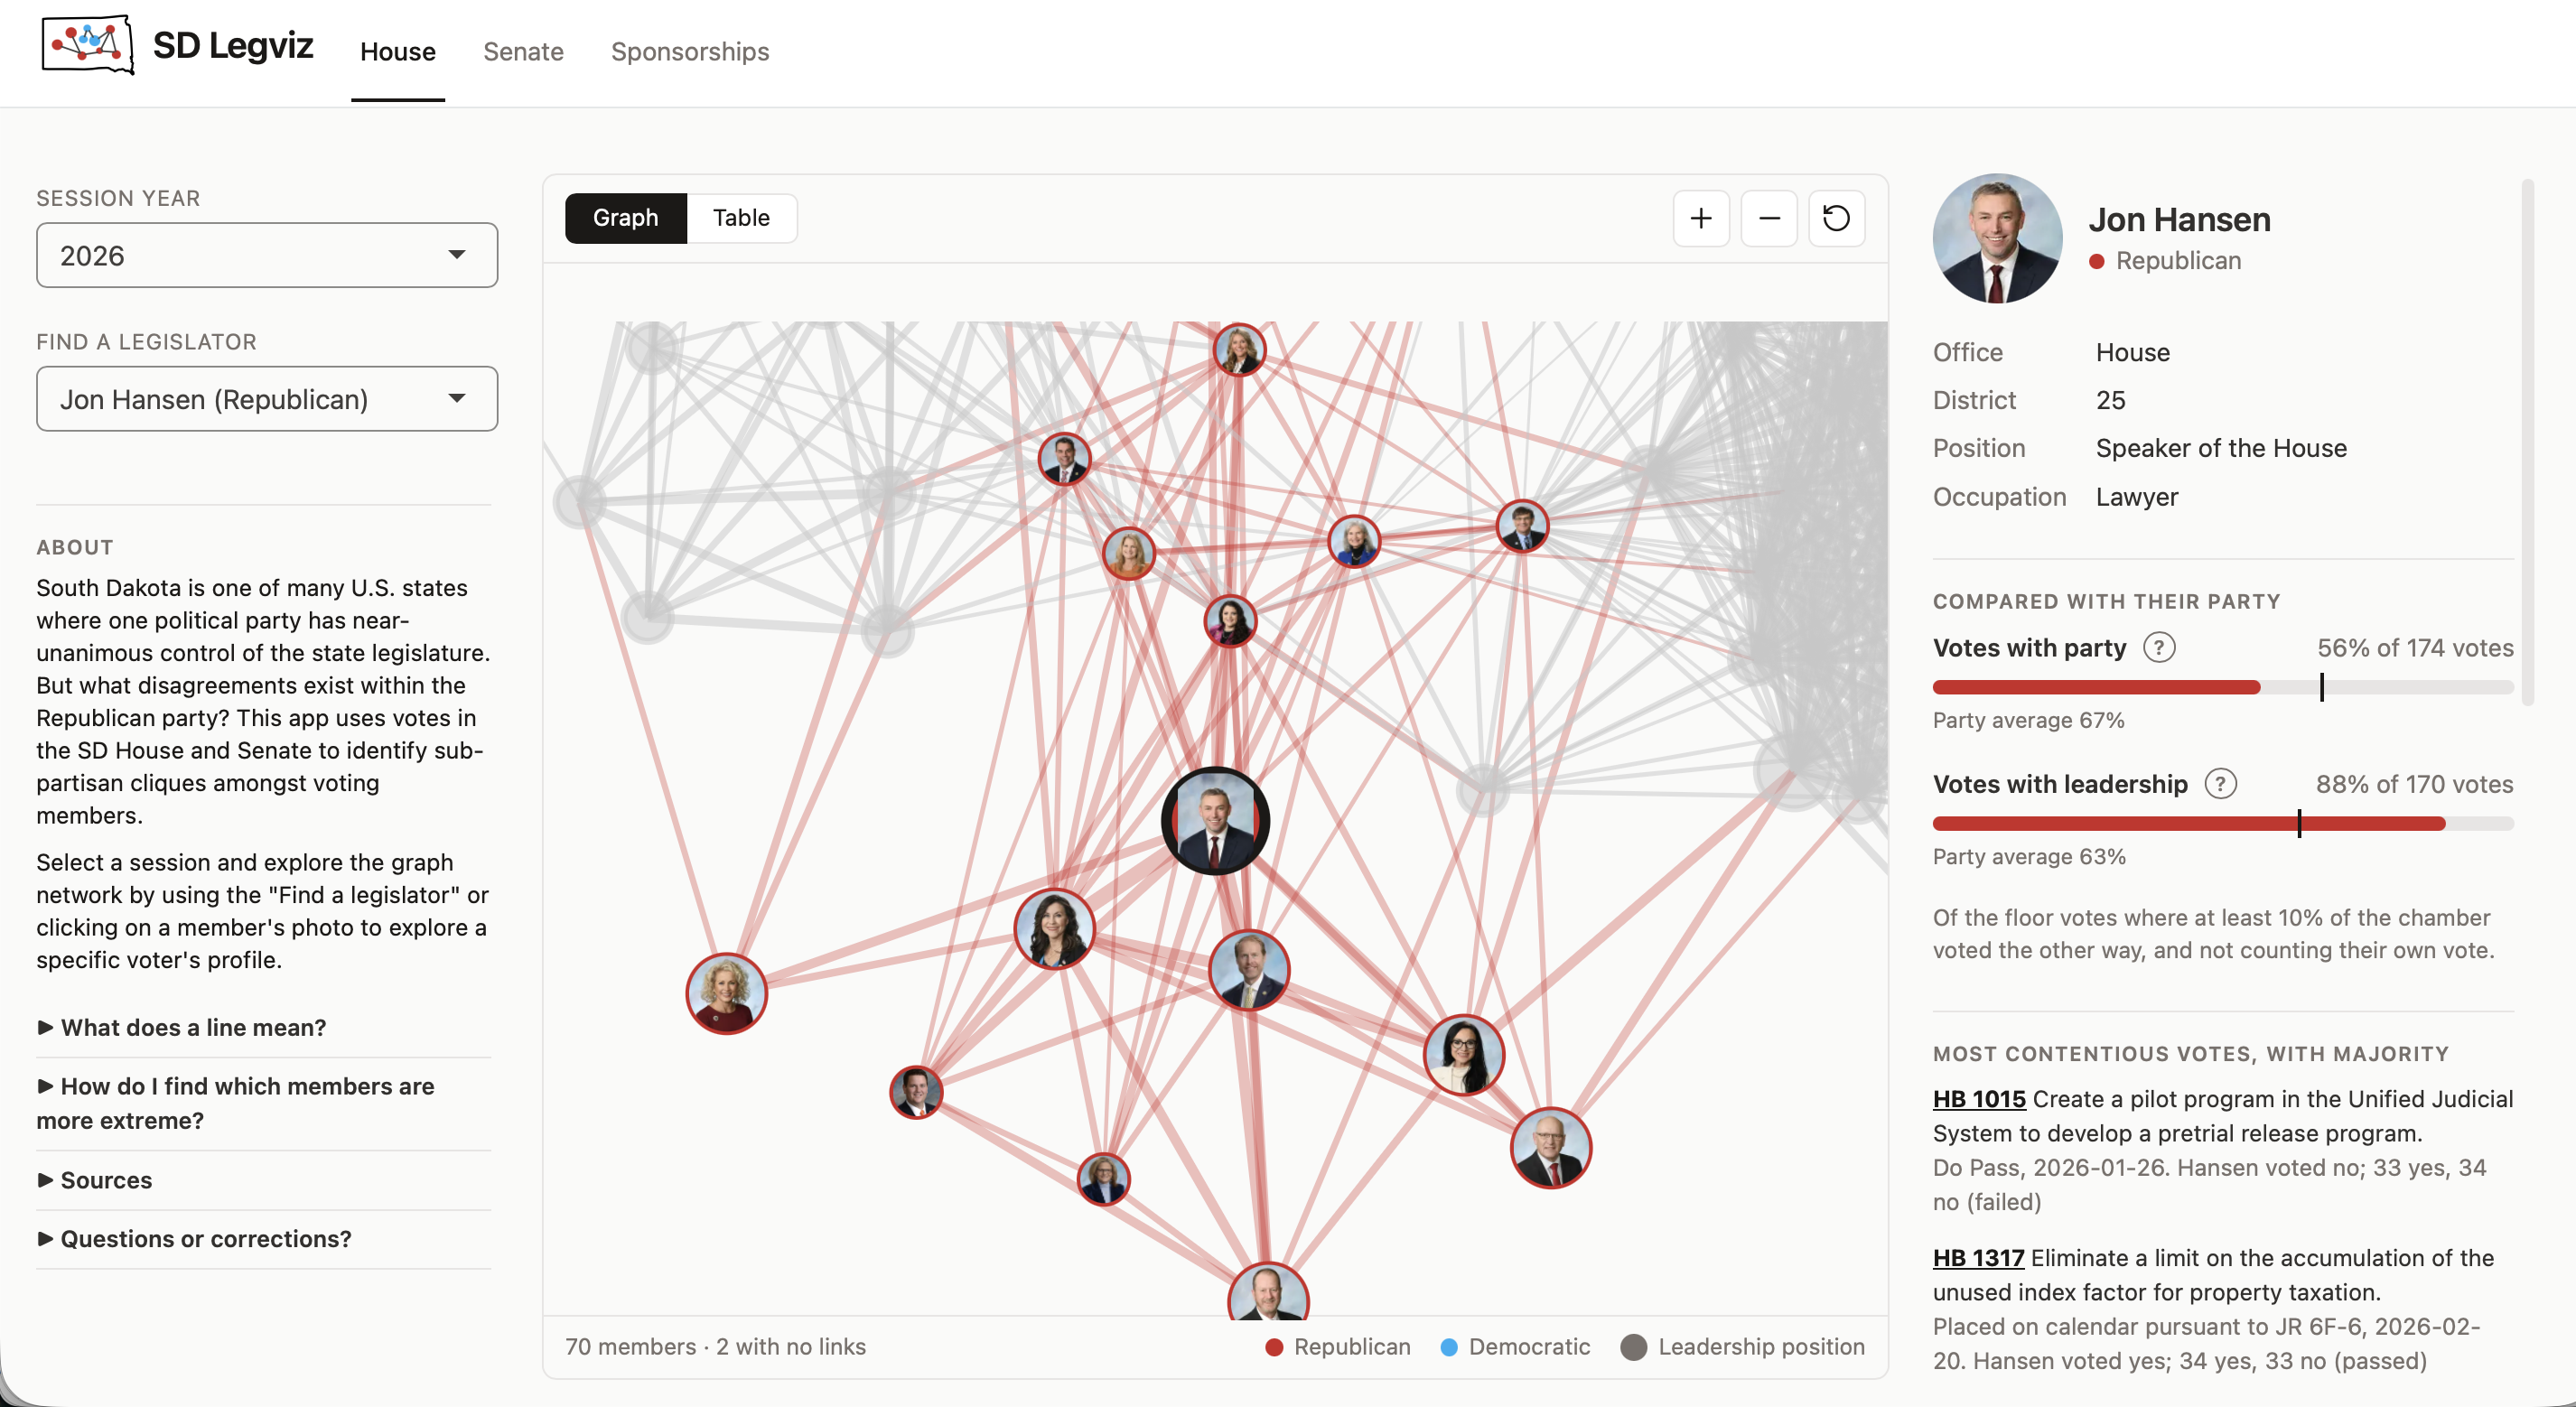 SD Legviz
House
Senate
Sponsorships
SESSION YEAR
2026
FIND A LEGISLATOR
Jon Hansen (Republican)
ABOUT
South Dakota is one of many U.S. states
where one political party has near-
unanimous control of the state legislature.
But what disagreements exist within the
Republican party? This app uses votes in
the SD House and Senate to identify sub-
partisan cliques amongst voting
members.
Select a session and explore the graph
network by using the "Find a legislator" or
clicking on a member's photo to explore a
specific voter's profile.
What does a line mean?
How do I find which members are
more extreme?
Sources
Questions or corrections?
Graph
Table
70 members · 2 with no links
Republican
Democratic
Leadership position
Jon Hansen
Republican
Office House
District 25
Position Speaker of the House
Occupation Lawyer
COMPARED WITH THEIR PARTY
Votes with party ? 56% of 174 votes
Party average 67%
Votes with leadership ? 88% of 170 votes
Party average 63%
Of the floor votes where at least 10% of the chamber
voted the other way, and not counting their own vote.
MOST CONTENTIOUS VOTES, WITH MAJORITY
HB 1015 Create a pilot program in the Unified Judicial
System to develop a pretrial release program.
Do Pass, 2026-01-26. Hansen voted no; 33 yes, 34
no (failed)
HB 1317 Eliminate a limit on the accumulation of the
unused index factor for property taxation.
Placed on calendar pursuant to JR 6F-6, 2026-02-
20. Hansen voted yes; 34 yes, 33 no (passed)